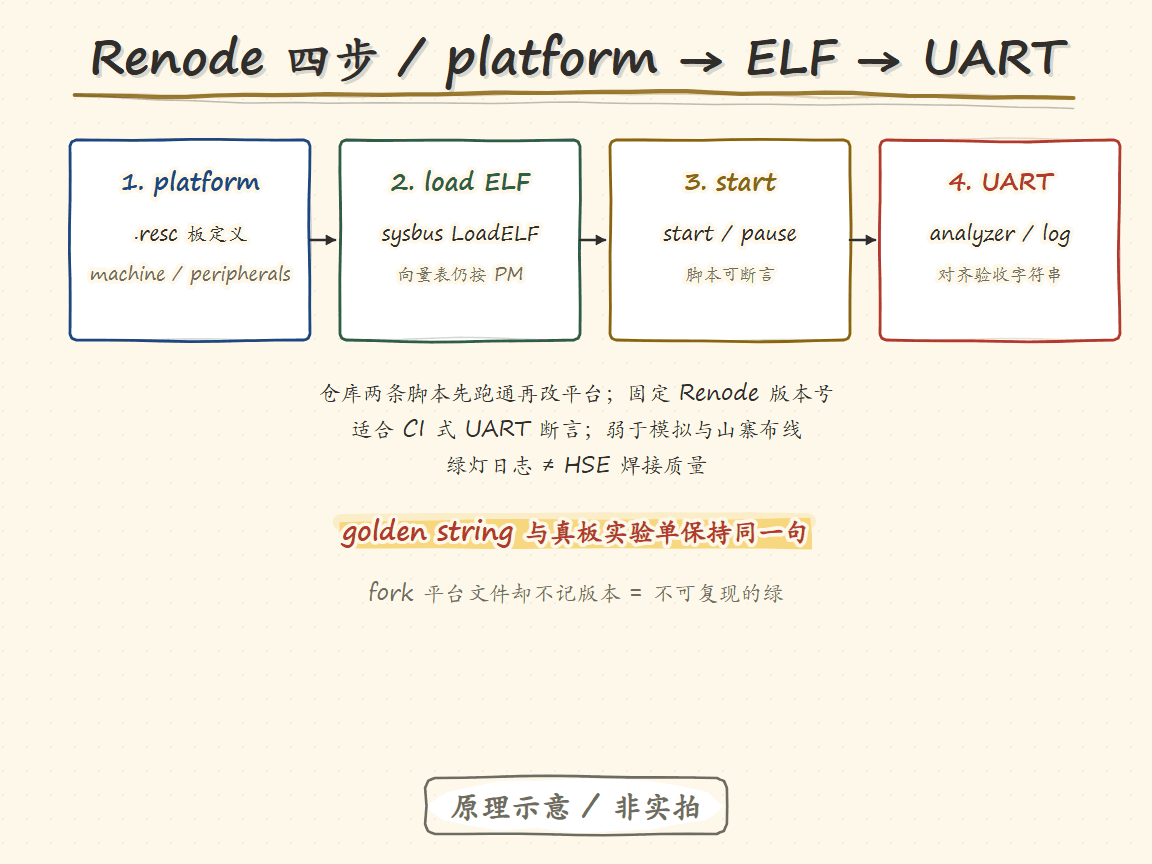 Renode 四步 / platform → ELF → UART
1. platform
.resc 板定义
machine / peripherals
2. load ELF
sysbus LoadELF
向量表仍按 PM
3. start
start / pause
脚本可断言
4. UART
analyzer / log
对齐验收字符串
仓库两条脚本先跑通再改平台；固定 Renode 版本号
适合 CI 式 UART 断言；弱于模拟与山寨布线
绿灯日志 ≠ HSE 焊接质量
golden string 与真板实验单保持同一句
fork 平台文件却不记版本 = 不可复现的绿
原理示意 / 非实拍